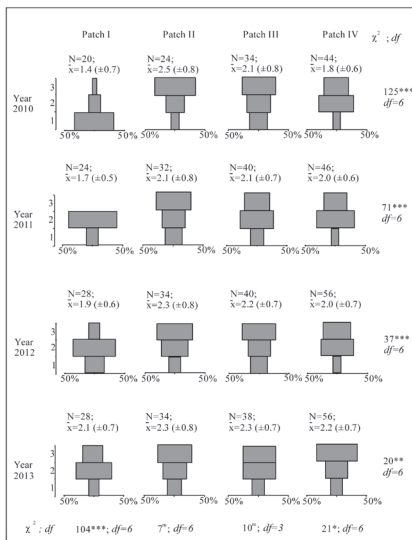 Patch I Patch II Patch III Patch IV χ² ; df
N=20; N=24; N=34; N=44;
x̄=1.4 (±0.7) x̄=2.5 (±0.8) x̄=2.1 (±0.8) x̄=1.8 (±0.6)
Year 2010
3
2
1
125*** df=6
50% 50% 50% 50% 50% 50% 50% 50%
N=24; N=32; N=40; N=46;
x̄=1.7 (±0.5) x̄=2.1 (±0.8) x̄=2.1 (±0.7) x̄=2.0 (±0.6)
Year 2011
3
2
1
71*** df=6
50% 50% 50% 50% 50% 50% 50% 50%
N=28; N=34; N=40; N=56;
x̄=1.9 (±0.6) x̄=2.3 (±0.8) x̄=2.2 (±0.7) x̄=2.0 (±0.7)
Year 2012
3
2
1
37*** df=6
50% 50% 50% 50% 50% 50% 50% 50%
N=28; N=34; N=38; N=56;
x̄=2.1 (±0.7) x̄=2.3 (±0.8) x̄=2.3 (±0.7) x̄=2.2 (±0.7)
Year 2013
3
2
1
20** df=6
50% 50% 50% 50% 50% 50% 50% 50%
χ² ; df 104***; df=6 7; df=6 10; df=3 21*; df=6